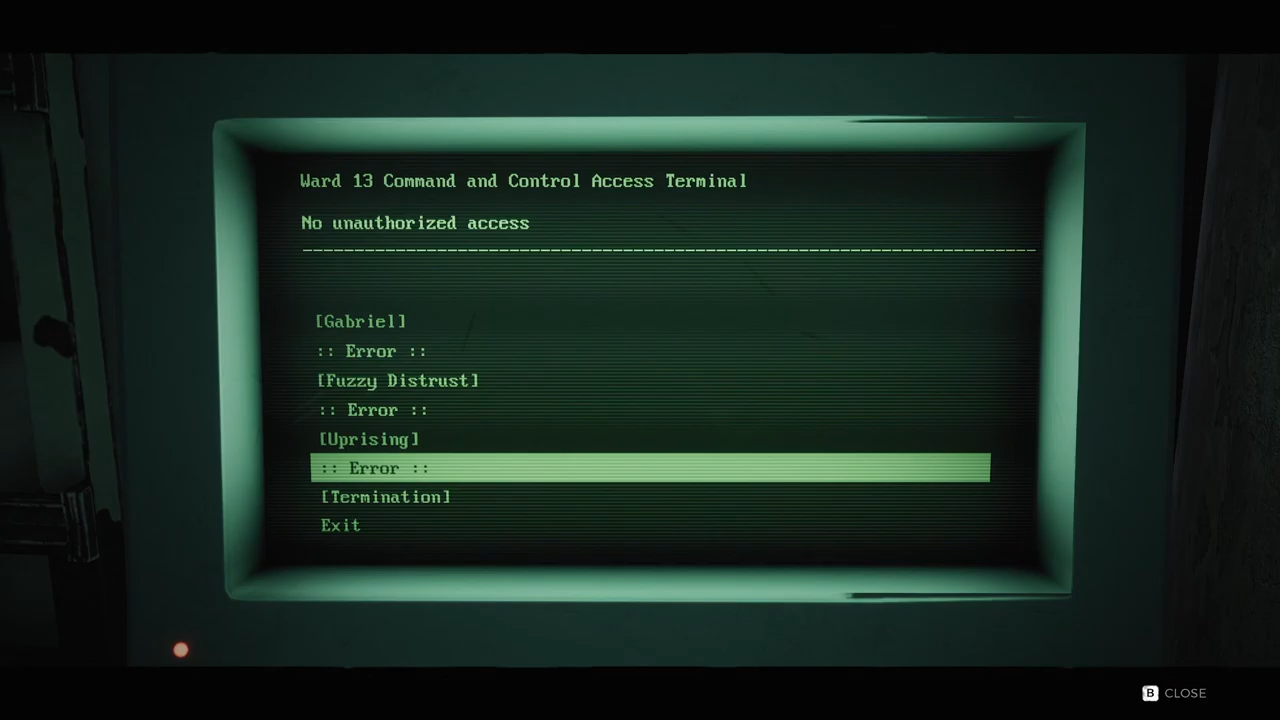 Ward 13 Command and Control Access Terminal
No unauthorized access
------------------------------------------------------------------------
[Gabriel]
:: Error ::
[Fuzzy Distrust]
:: Error ::
[Uprising]
:: Error ::
[Termination]
Exit
B CLOSE